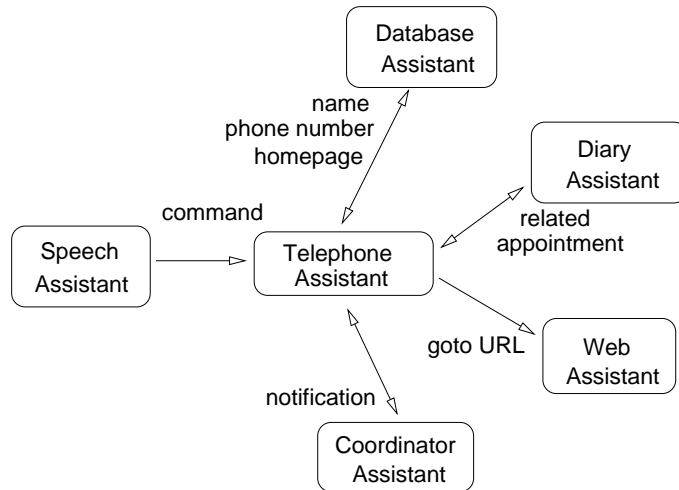 Database
Assistant
name
phone number
homepage
Diary
Assistant
command
related
appointment
Speech
Assistant
Telephone
Assistant
goto URL
Web
Assistant
notification
Coordinator
Assistant